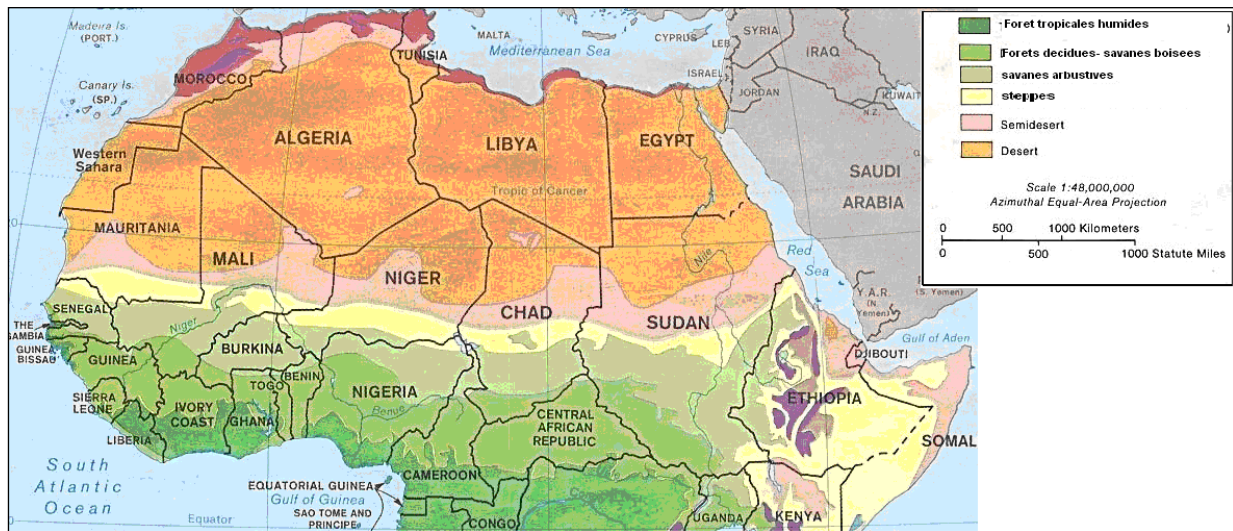 Madeira Is.
(PORT.)
MALTA
CYPRUS
LEB
SYRIA
IRAQ
Mediterranean Sea
TUNISIA
MOROCCO
ISRAEL
JORDAN
KUWAIT
N.Z.
Canary Is.
(SP.)
ALGERIA
LIBYA
EGYPT
Western
Sahara
SAUDI
ARABIA
Tropic of Cancer
MAURITANIA
MALI
NIGER
CHAD
SUDAN
Nile
Red
Sea
Y.A.R.
(N.
Yemen)
(S. Yemen)
SENEGAL
THE
GAMBIA
GUINEA
BISSAU
Niger
GUINEA
BURKINA
BENIN
TOGO
NIGERIA
Benue
SIERRA
LEONE
IVORY
COAST
GHANA
LIBERIA
CENTRAL
AFRICAN
REPUBLIC
CAMEROON
ETHIOPIA
DJIBOUTI
Gulf of Aden
SOMAL
South
Atlantic
Ocean
EQUATORIAL GUINEA
Gulf of Guinea
SAO TOME AND
PRINCIPE
Equator
CONGO
UGANDA
KENYA
Foret tropicales humides
Forets decidues- savanes boisees
savanes arbustives
steppes
Semidesert
Desert
Scale 1:48,000,000
Azimuthal Equal-Area Projection
0 500 1000 Kilometers
0 500 1000 Statute Miles